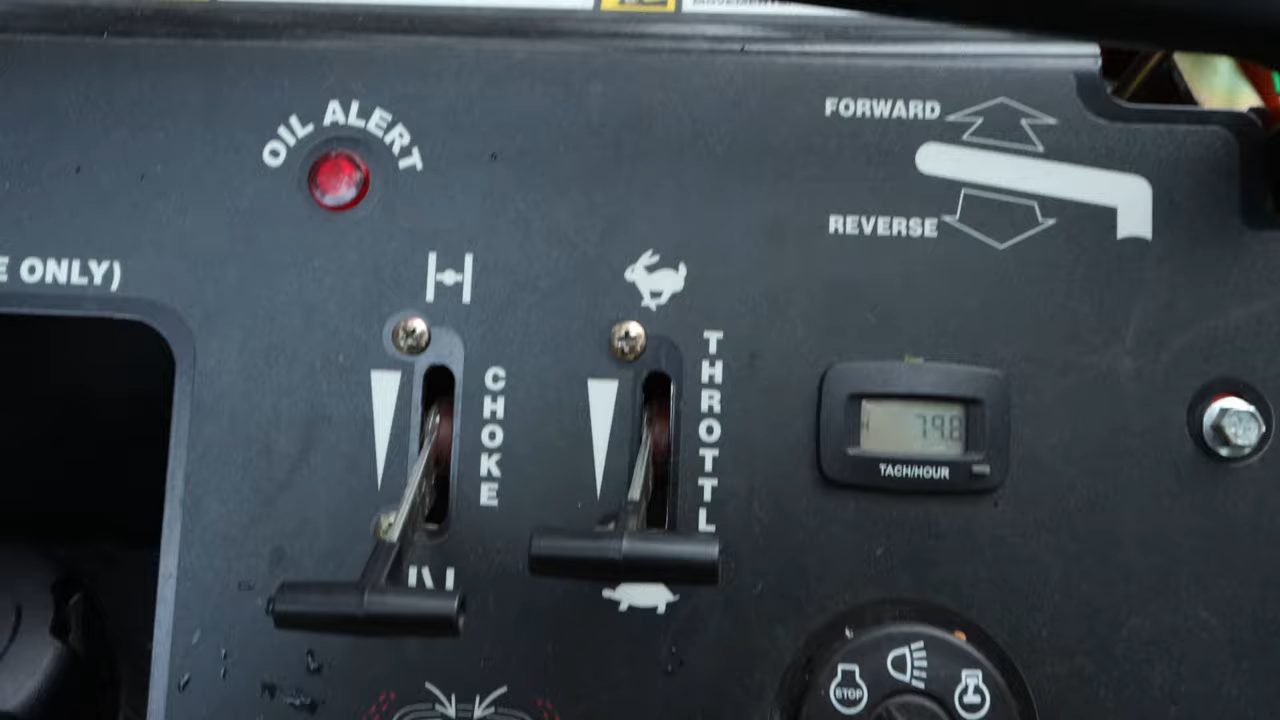 OIL ALERT
FORWARD
REVERSE
E ONLY)
CHOKE
THROTTL
79.8
TACH/HOUR
STOP